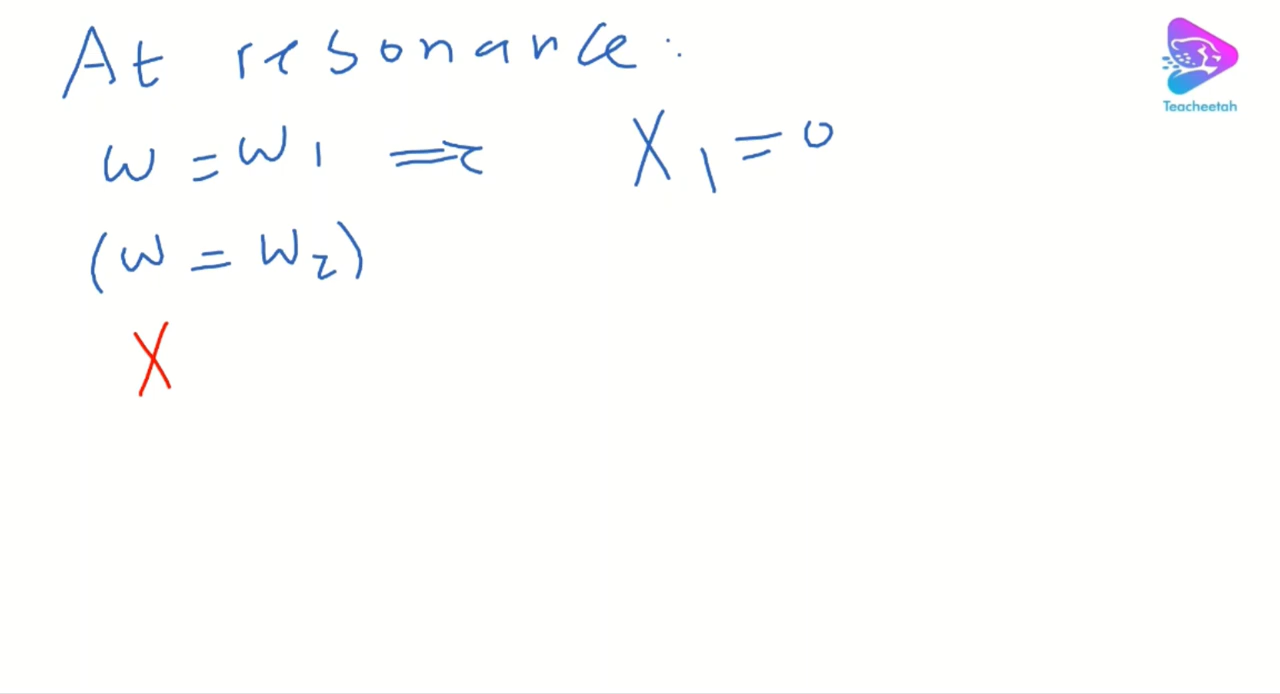 At resonance:
w = w1 ⇒ X1 = 0
(w = w2)
X
Teacheetah